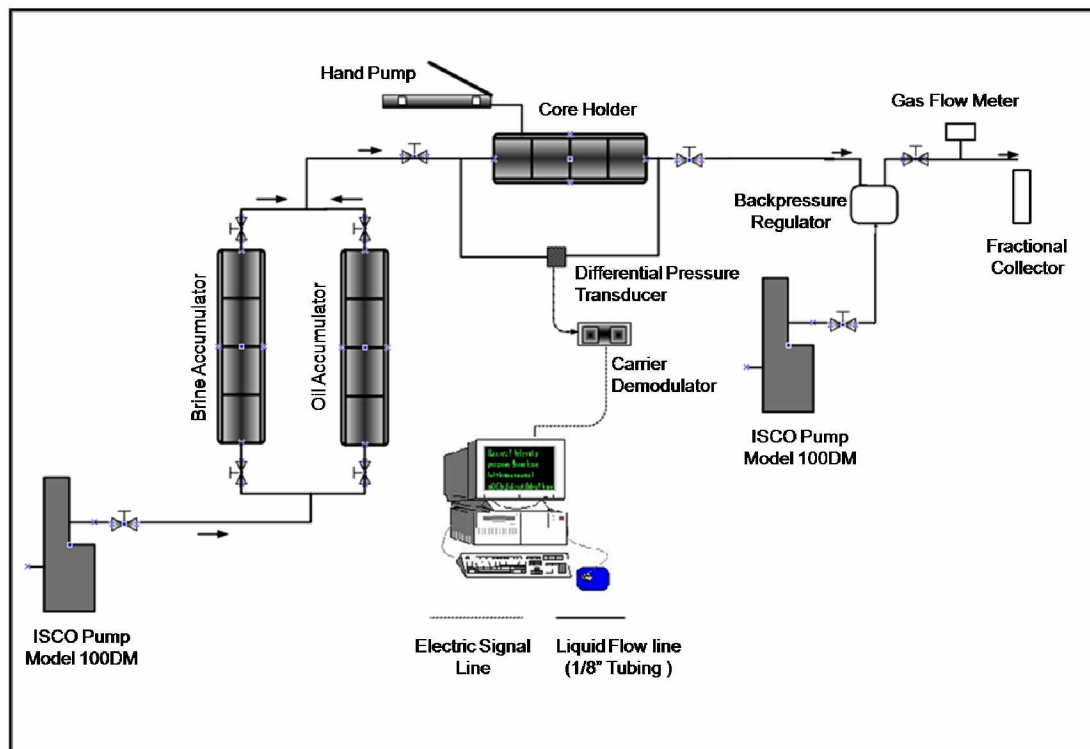 Hand Pump
Core Holder
Gas Flow Meter
Backpressure
Regulator
Fractional
Collector
Differential Pressure
Transducer
Brine Accumulator
Oil Accumulator
Carrier
Demodulator
ISCO Pump
Model 100DM
ISCO Pump
Model 100DM
Electric Signal
Line
Liquid Flow line
(1/8" Tubing )